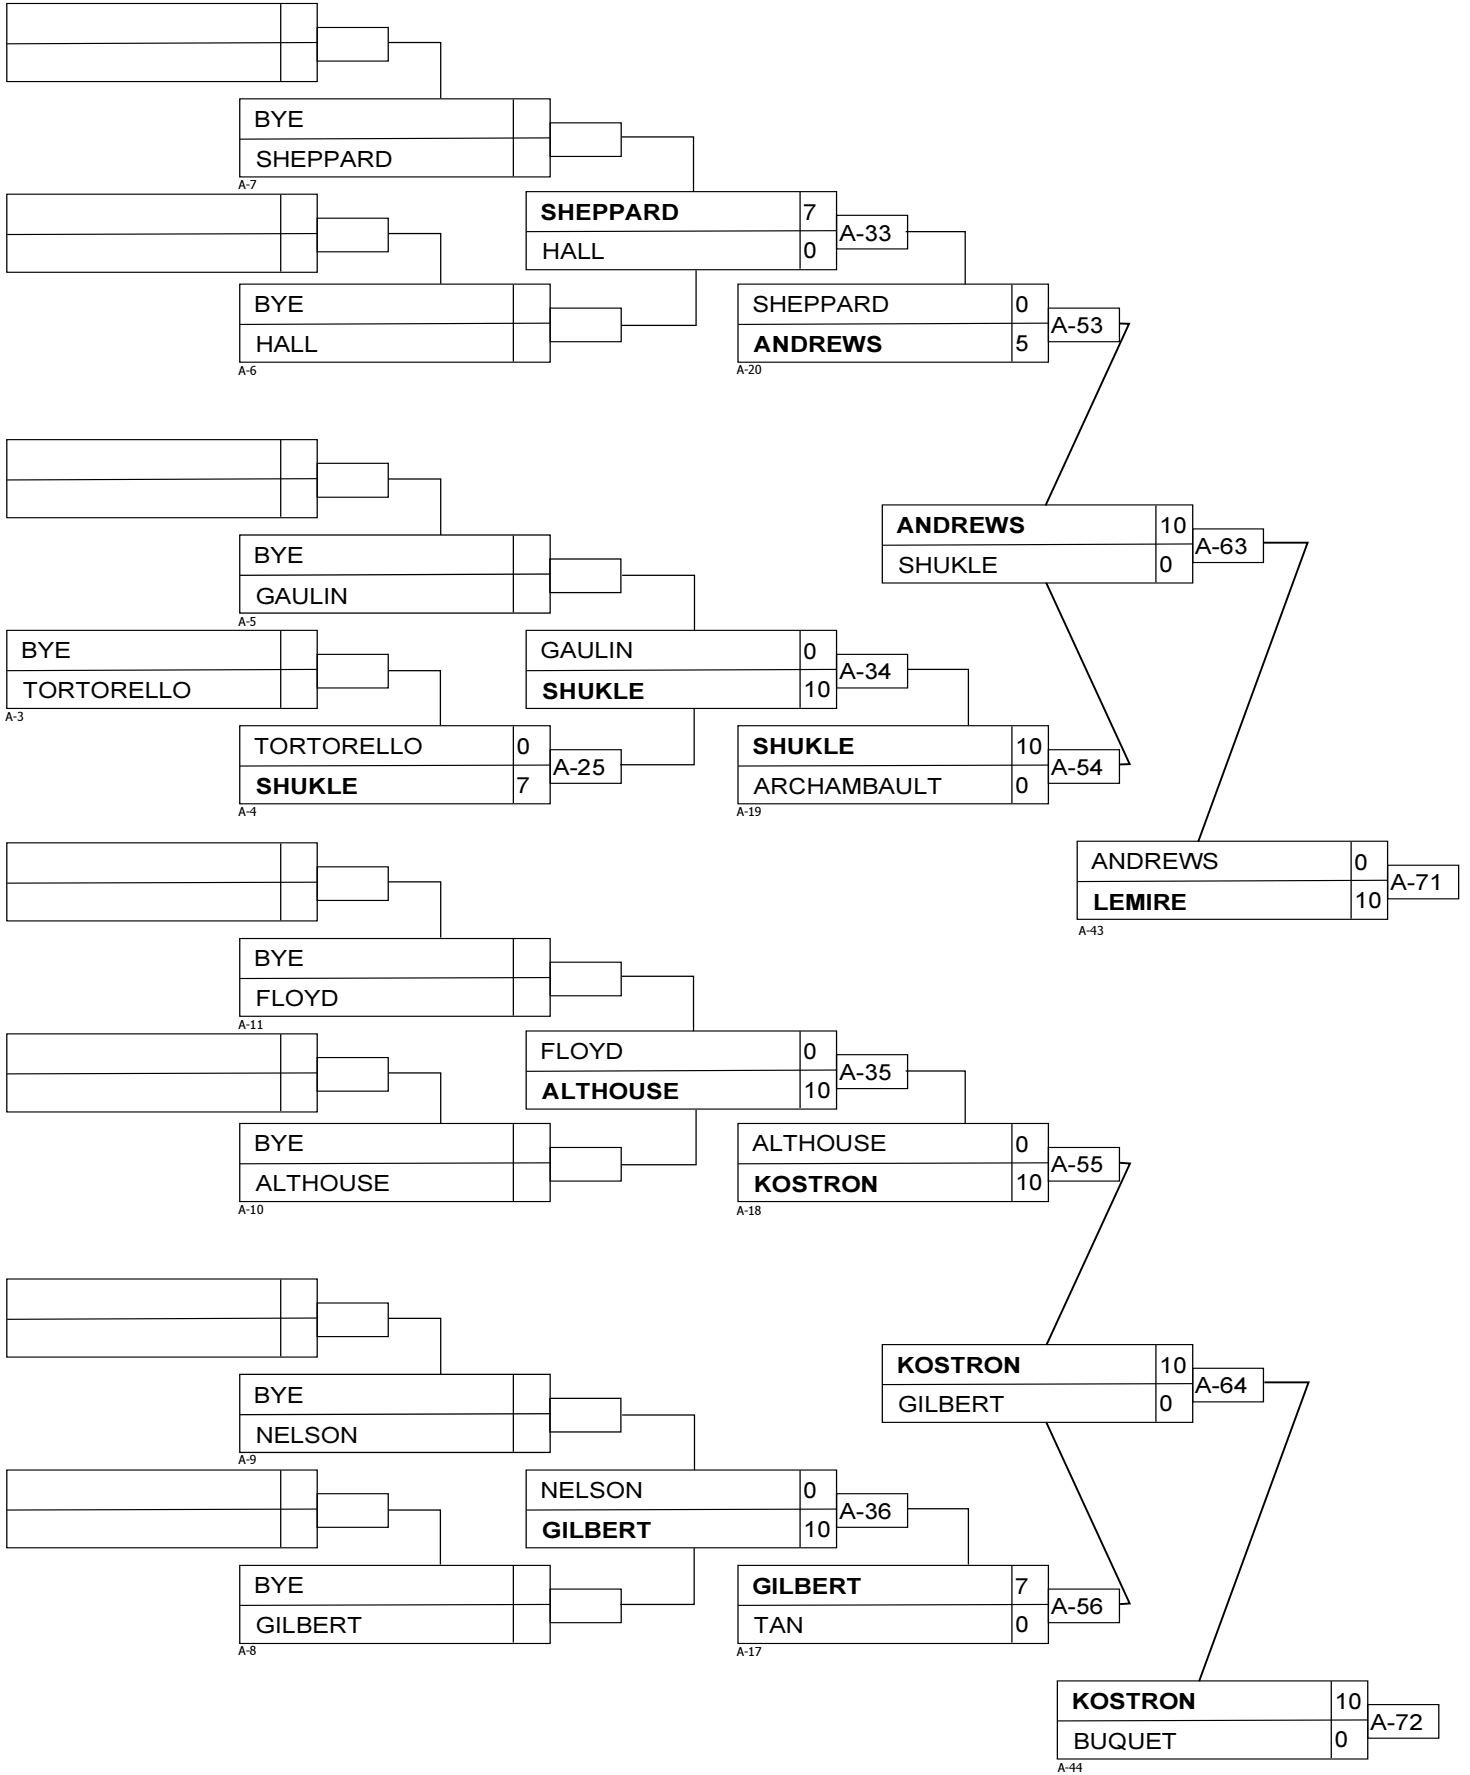 BYE
SHEPPARD
A-7
SHEPPARD 7
HALL 0
A-33
BYE
HALL
A-6
SHEPPARD 0
ANDREWS 5
A-53
A-20
ANDREWS 10
SHUKLE 0
A-63
BYE
GAULIN
A-5
BYE
TORTORELLO
A-3
GAULIN 0
SHUKLE 10
A-34
TORTORELLO 0
SHUKLE 7
A-25
A-4
SHUKLE 10
ARCHAMBAULT 0
A-54
A-19
ANDREWS 0
LEMIRE 10
A-71
A-43
BYE
FLOYD
A-11
FLOYD 0
ALTHOUSE 10
A-35
BYE
ALTHOUSE
A-10
ALTHOUSE 0
KOSTRON 10
A-55
A-18
KOSTRON 10
GILBERT 0
A-64
BYE
NELSON
A-9
NELSON 0
GILBERT 10
A-36
BYE
GILBERT
A-8
GILBERT 7
TAN 0
A-56
A-17
KOSTRON 10
BUQUET 0
A-72
A-44